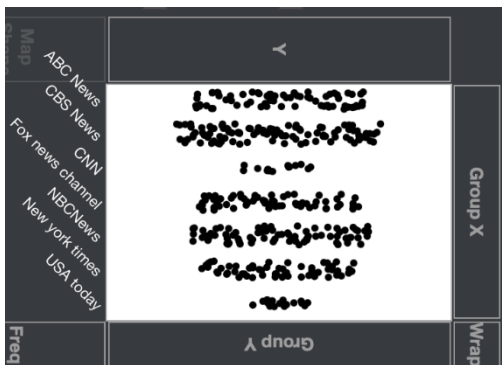 Map
Shape
Y
ABC News
CBS News
CNN
Fox news channel
NBCNews
New york times
USA today
Group X
Group Y
Wrap
Freq